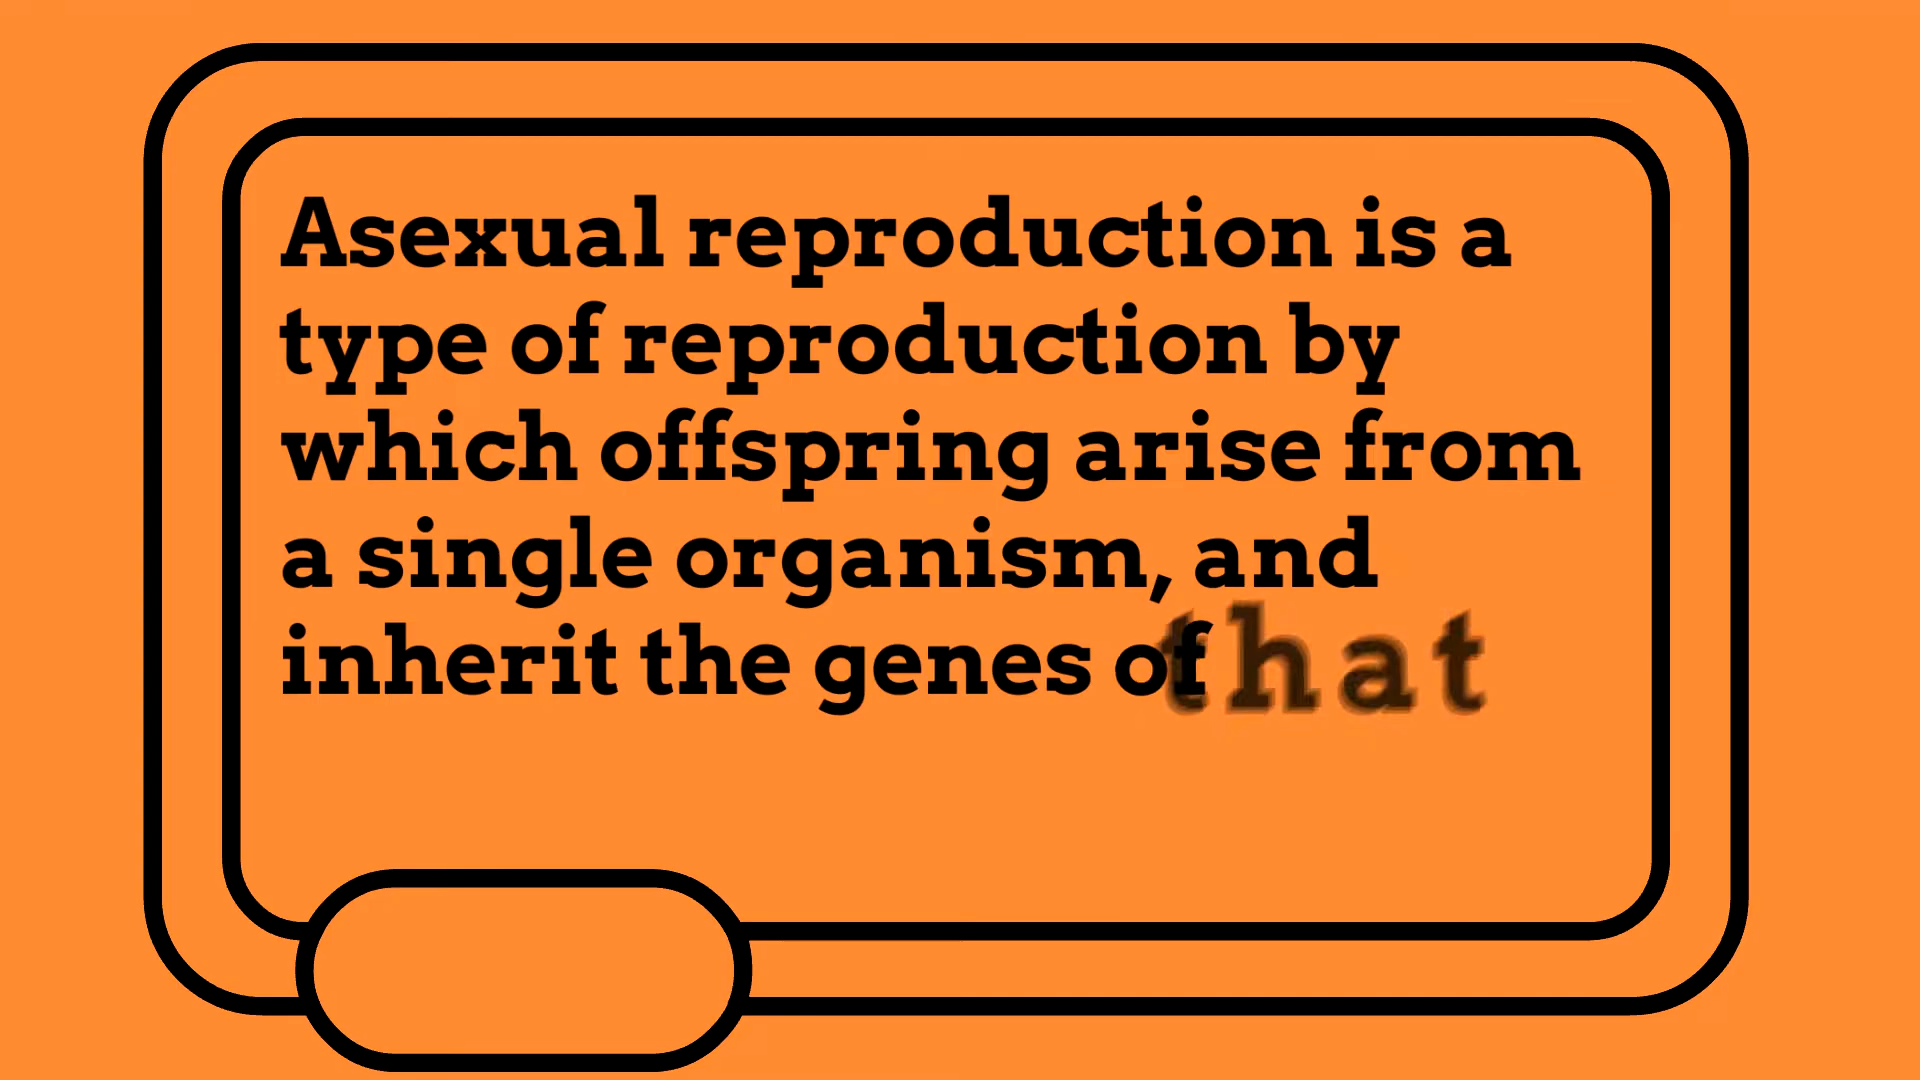 Asexual reproduction is a
type of reproduction by
which offspring arise from
a single organism, and
inherit the genes of that